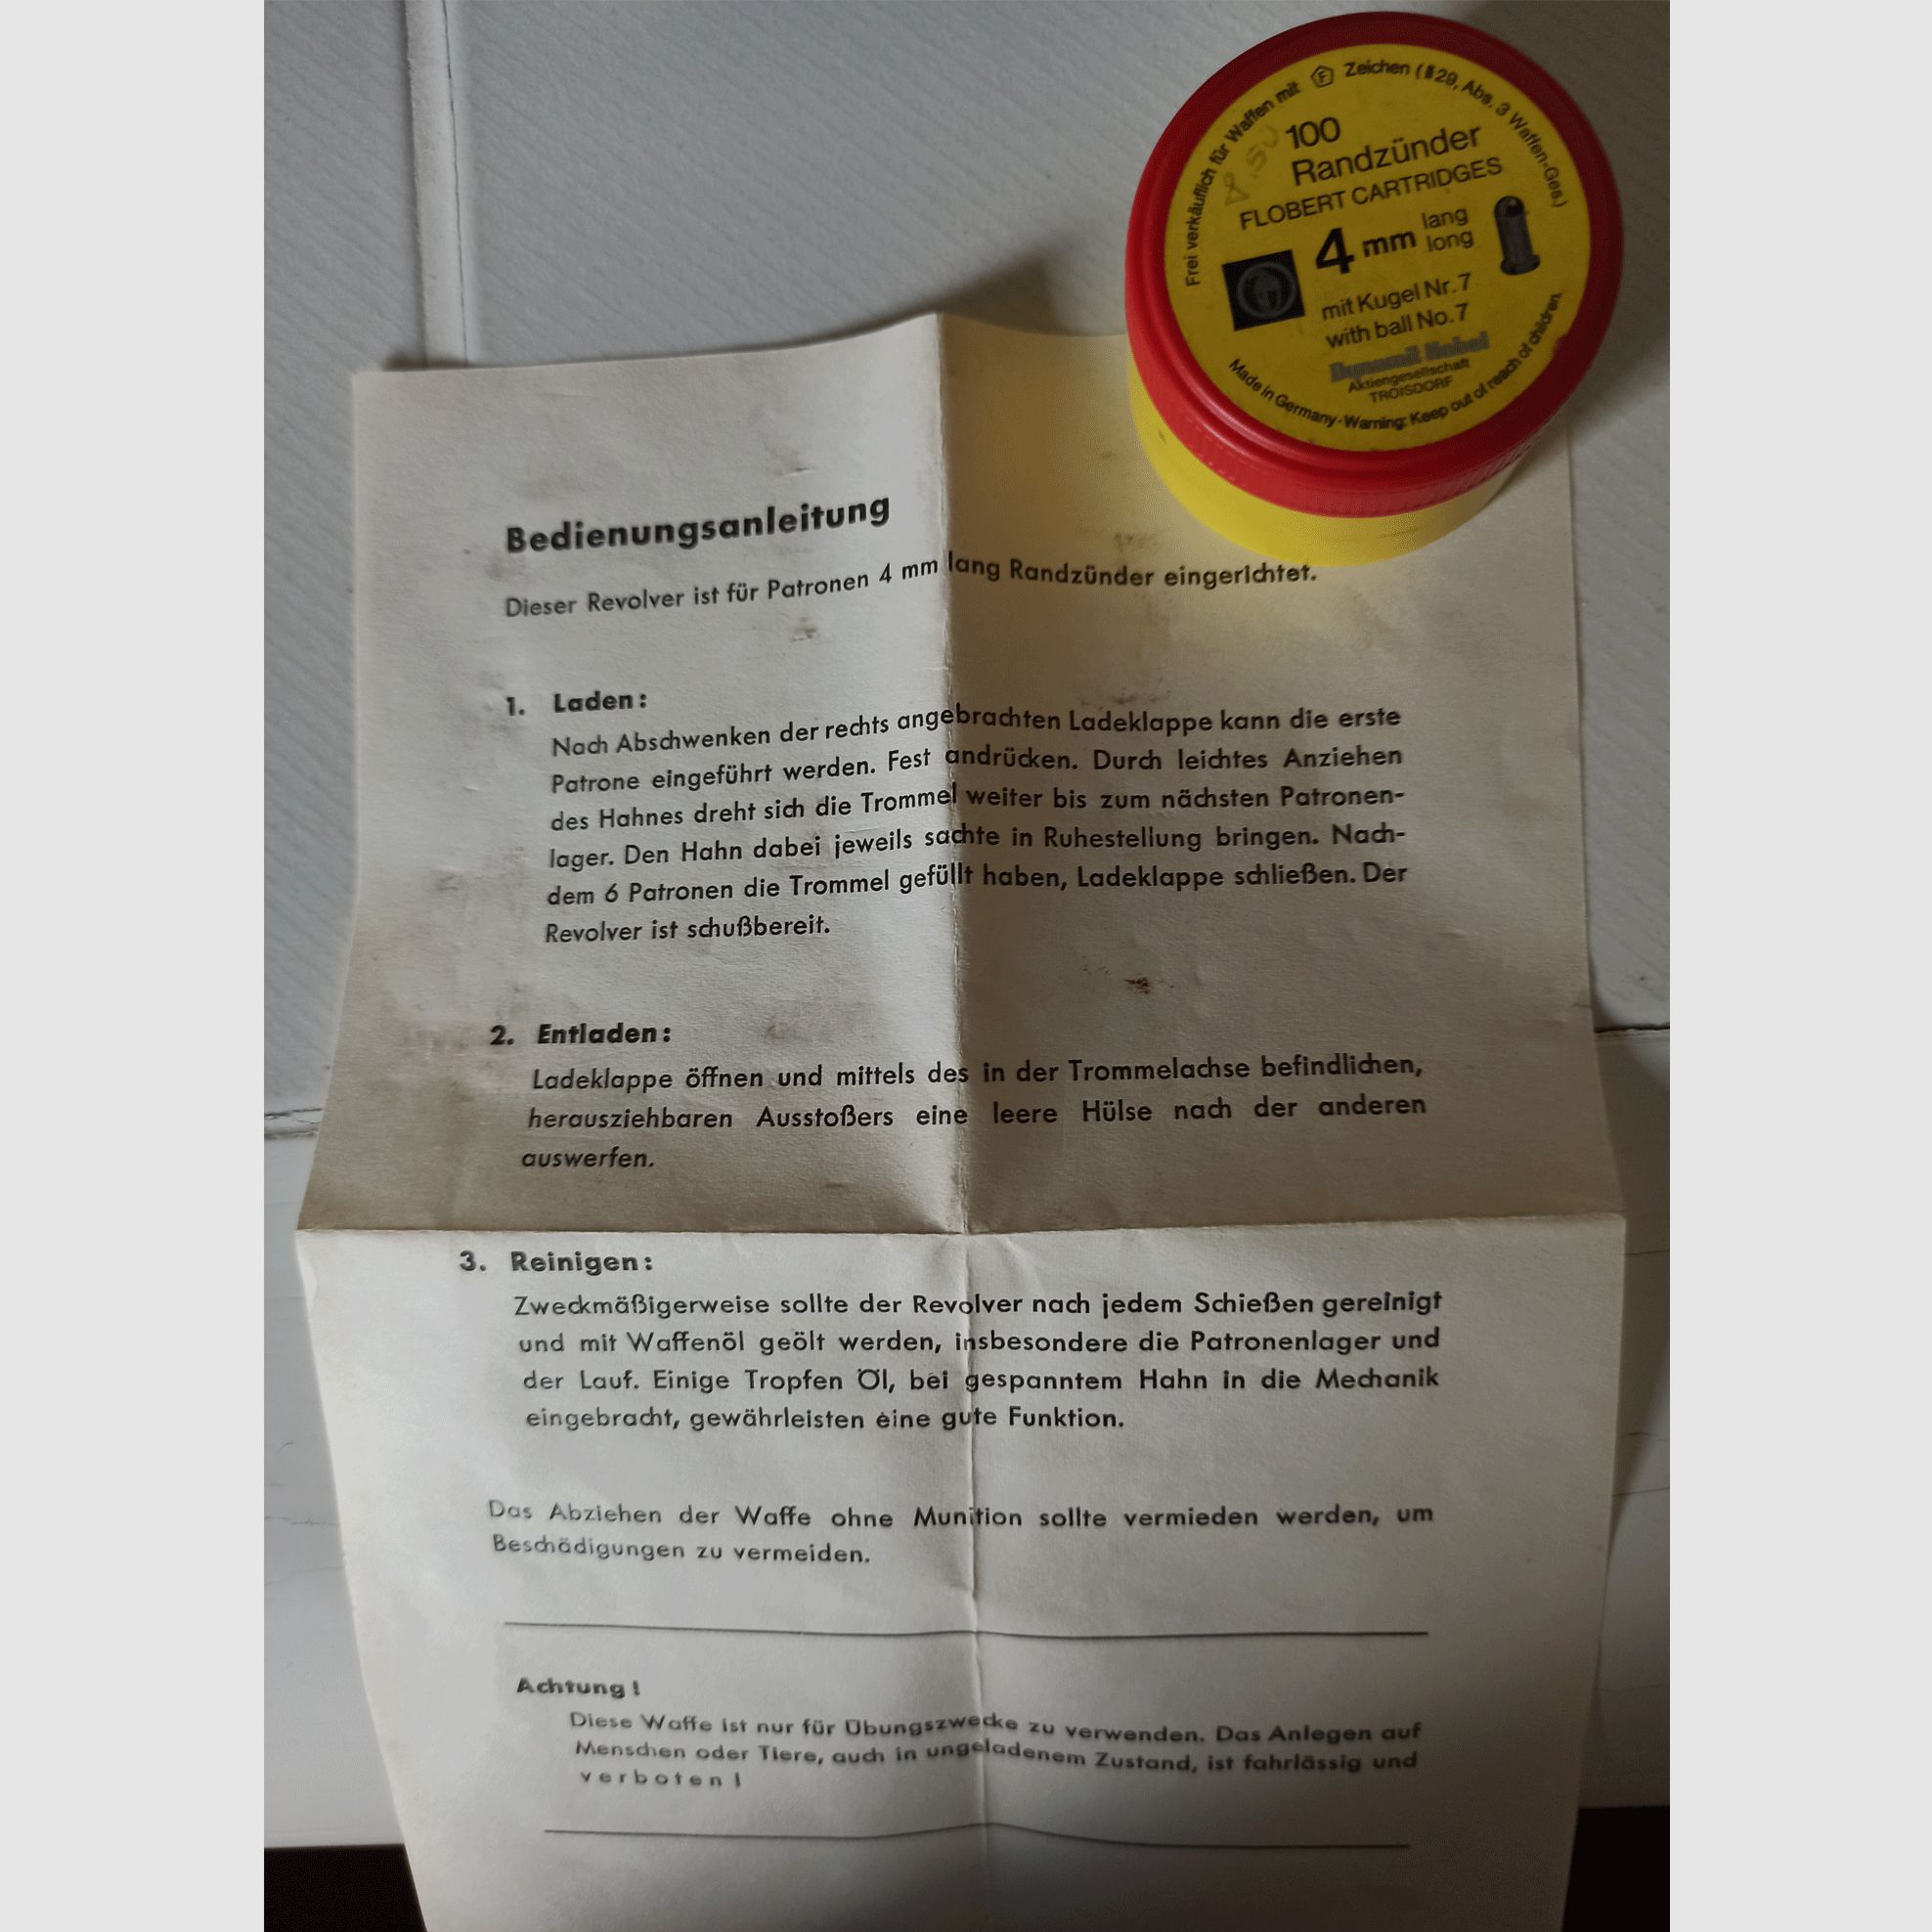 Frei verkäuflich für Waffen mit F Zeichen (§ 29, Abs. 3 Waffen-Ges.)
100
Randzünder
FLOBERT CARTRIDGES
4 mm lang
long
mit Kugel Nr. 7
with ball No. 7
Dynamit Nobel
Aktiengesellschaft
TROISDORF
Made in Germany · Warning: Keep out of reach of children
Bedienungsanleitung
Dieser Revolver ist für Patronen 4 mm lang Randzünder eingerichtet.
1. Laden:
Nach Abschwenken der rechts angebrachten Ladeklappe kann die erste
Patrone eingeführt werden. Fest andrücken. Durch leichtes Anziehen
des Hahnes dreht sich die Trommel weiter bis zum nächsten Patronen-
lager. Den Hahn dabei jeweils sachte in Ruhestellung bringen. Nach-
dem 6 Patronen die Trommel gefüllt haben, Ladeklappe schließen. Der
Revolver ist schußbereit.
2. Entladen:
Ladeklappe öffnen und mittels des in der Trommelachse befindlichen,
herausziehbaren Ausstoßers eine leere Hülse nach der anderen
auswerfen.
3. Reinigen:
Zweckmäßigerweise sollte der Revolver nach jedem Schießen gereinigt
und mit Waffenöl geölt werden, insbesondere die Patronenlager und
der Lauf. Einige Tropfen Öl, bei gespanntem Hahn in die Mechanik
eingebracht, gewährleisten eine gute Funktion.
Das Abziehen der Waffe ohne Munition sollte vermieden werden, um
Beschädigungen zu vermeiden.
Achtung!
Diese Waffe ist nur für Übungszwecke zu verwenden. Das Anlegen auf
Menschen oder Tiere, auch in ungeladenem Zustand, ist fahrlässig und
verboten!